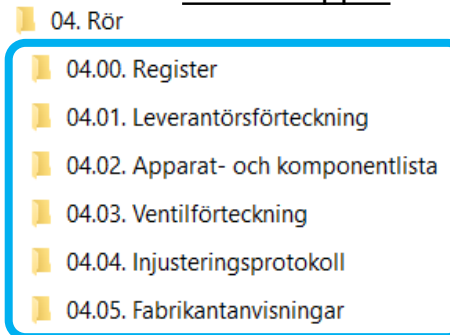 04. Rör
04.00. Register
04.01. Leverantörsförteckning
04.02. Apparat- och komponentlista
04.03. Ventilförteckning
04.04. Injusteringsprotokoll
04.05. Fabrikantanvisningar